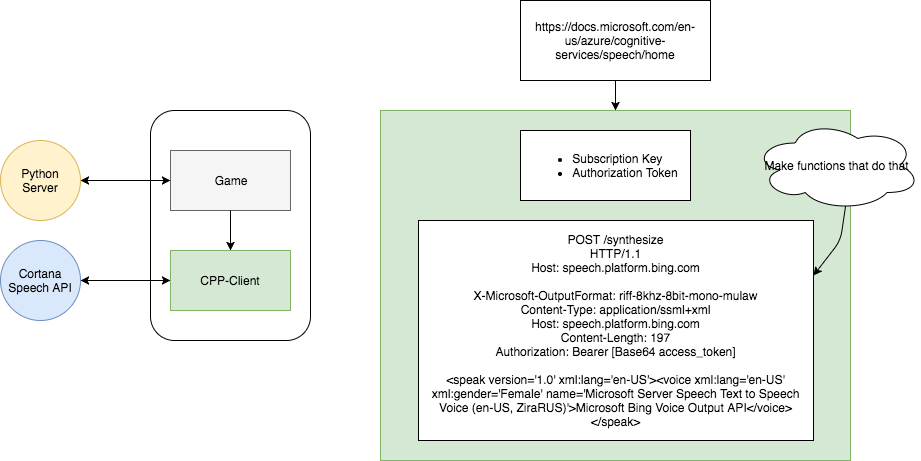 https://docs.microsoft.com/en-
us/azure/cognitive-
services/speech/home
Subscription Key
Authorization Token
Make functions that do that
Python
Server
Game
Cortana
Speech API
CPP-Client
POST /synthesize
HTTP/1.1
Host: speech.platform.bing.com
X-Microsoft-OutputFormat: riff-8khz-8bit-mono-mulaw
Content-Type: application/ssml+xml
Host: speech.platform.bing.com
Content-Length: 197
Authorization: Bearer [Base64 access_token]
<speak version='1.0' xml:lang='en-US'><voice xml:lang='en-US'
xml:gender='Female' name='Microsoft Server Speech Text to Speech
Voice (en-US, ZiraRUS)'>Microsoft Bing Voice Output API</voice>
</speak>